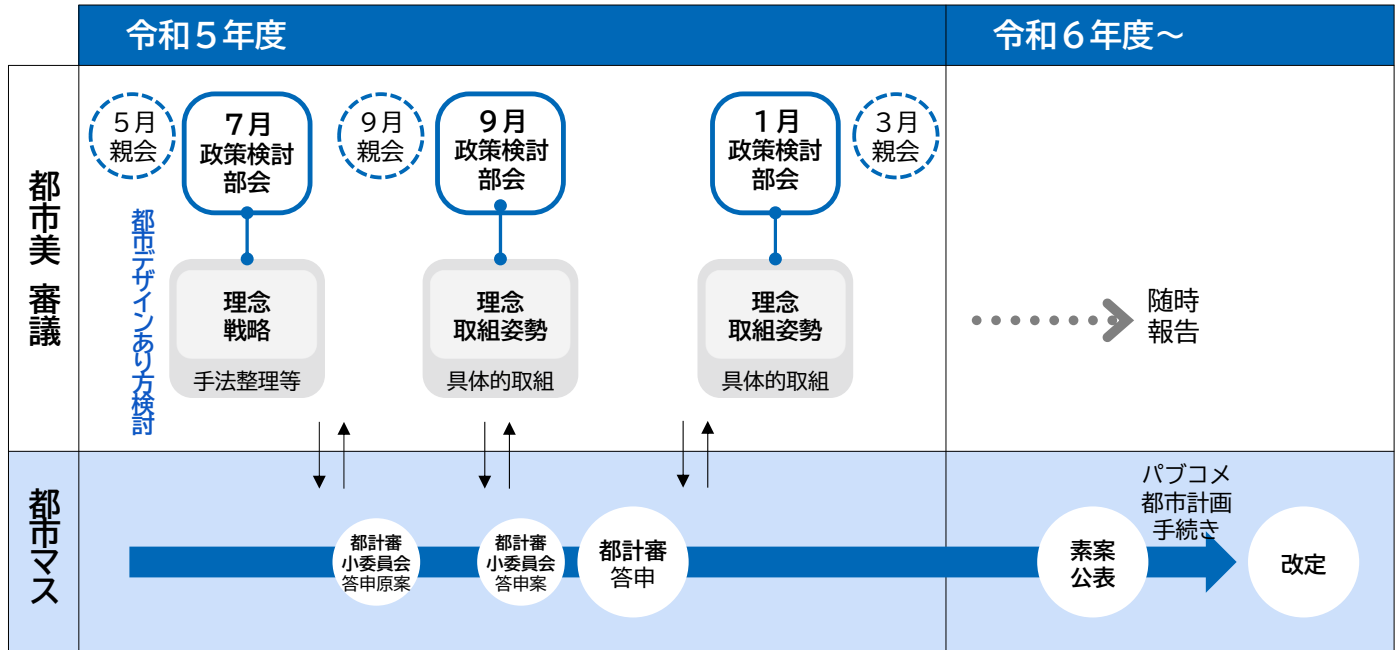 令和５年度
令和６年度～
都市美 審議
５月
親会
７月
政策検討
部会
９月
親会
９月
政策検討
部会
１月
政策検討
部会
３月
親会
都市デザインあり方検討
理念
戦略
手法整理等
理念
取組姿勢
具体的取組
理念
取組姿勢
具体的取組
随時
報告
都市マス
都計審
小委員会
答申原案
都計審
小委員会
答申案
都計審
答申
素案
公表
パブコメ
都市計画
手続き
改定